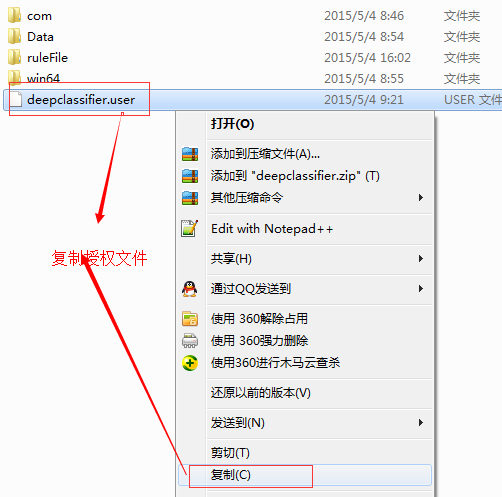 com 2015/5/4 8:46 文件夹
Data 2015/5/4 8:54 文件夹
ruleFile 2015/5/4 16:02 文件夹
win64 2015/5/4 8:55 文件夹
deepclassifier.user 2015/5/4 9:21 USER 文件
打开(O)
添加到压缩文件(A)...
添加到 "deepclassifier.zip" (T)
其他压缩命令
Edit with Notepad++
共享(H)
复制授权文件
通过QQ发送到
使用 360解除占用
使用 360强力删除
使用360进行木马云查杀
还原以前的版本(V)
发送到(N)
剪切(T)
复制(C)